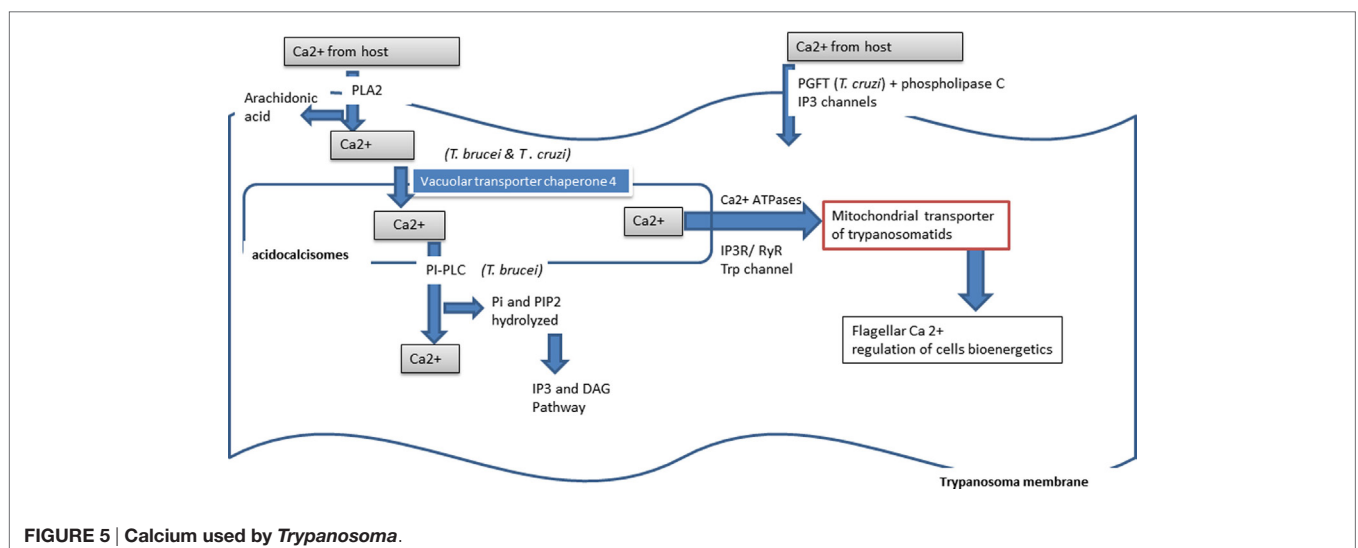 Ca2+ from host
Ca2+ from host
PLA2
Arachidonic
acid
PGFT (T. cruzi) + phospholipase C
IP3 channels
Ca2+
(T. brucei & T. cruzi)
Vacuolar transporter chaperone 4
Ca2+
Ca2+
Ca2+ ATPases
Mitochondrial transporter
of trypanosomatids
acidocalcisomes
IP3R/ RyR
Trp channel
PI-PLC (T. brucei)
Pi and PIP2
hydrolyzed
Ca2+
Flagellar Ca 2+
regulation of cells bioenergetics
IP3 and DAG
Pathway
Trypanosoma membrane
FIGURE 5 | Calcium used by Trypanosoma.